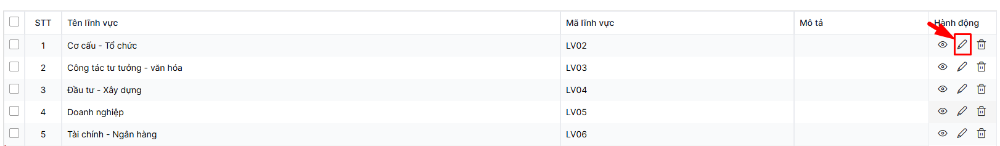 STT Tên lĩnh vực Mã lĩnh vực Mô tả Hành động
1 Cơ cấu - Tổ chức LV02
2 Công tác tư tưởng - văn hóa LV03
3 Đầu tư - Xây dựng LV04
4 Doanh nghiệp LV05
5 Tài chính - Ngân hàng LV06